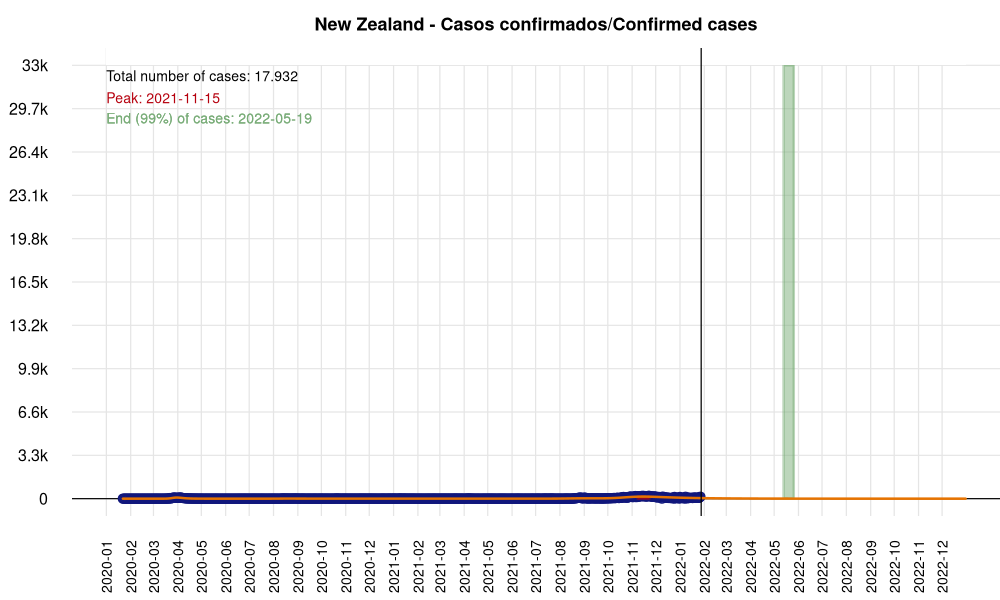 New Zealand - Casos confirmados/Confirmed cases
33k
Total number of cases: 17.932
Peak: 2021-11-15
29.7k
End (99%) of cases: 2022-05-19
26.4k
23.1k
19.8k
16.5k
13.2k
9.9k
6.6k
3.3k
0
2020-01
2020-02
2020-03
2020-04
2020-05
2020-06
2020-07
2020-08
2020-09
2020-10
2020-11
2020-12
2021-01
2021-02
2021-03
2021-04
2021-05
2021-06
2021-07
2021-08
2021-09
2021-10
2021-11
2021-12
2022-01
2022-02
2022-03
2022-04
2022-05
2022-06
2022-07
2022-08
2022-09
2022-10
2022-11
2022-12